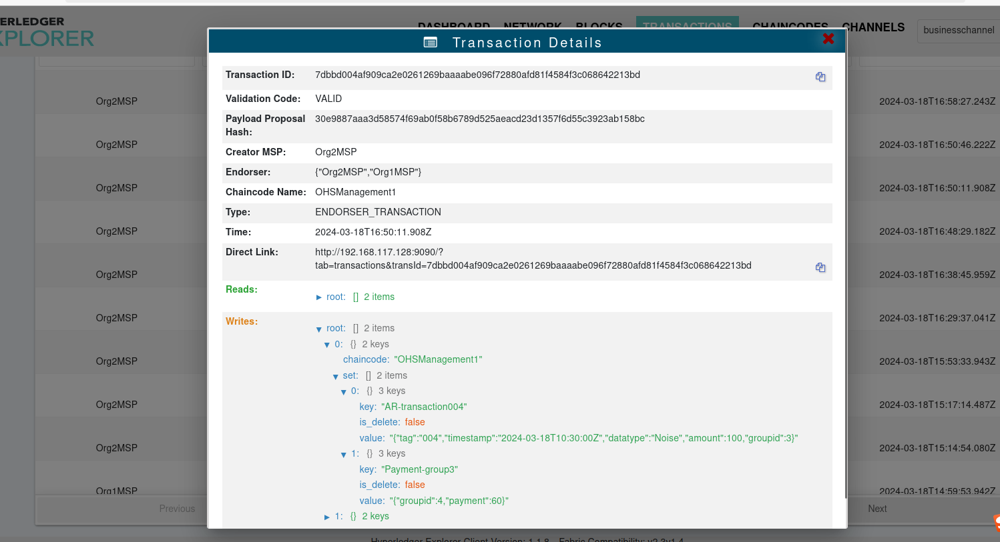 ERLEDGER
XPLORER
DASHBOARD NETWORK BLOCKS TRANSACTIONS CHAINCODES CHANNELS
businesschannel
Transaction Details
Transaction ID: 7dbbd004af909ca2e0261269baaaabe096f72880afd81f4584f3c068642213bd
Validation Code: VALID
Payload Proposal Hash: 30e9887aaa3d58574f69ab0f58b6789d525aeacd23d1357f6d55c3923ab158bc
Creator MSP: Org2MSP
Endorser: {"Org2MSP","Org1MSP"}
Chaincode Name: OHSManagement1
Type: ENDORSER_TRANSACTION
Time: 2024-03-18T16:50:11.908Z
Direct Link: http://192.168.117.128:9090/?
tab=transactions&transId=7dbbd004af909ca2e0261269baaaabe096f72880afd81f4584f3c068642213bd
Reads:
root: [] 2 items
Writes:
root: [] 2 items
0: {} 2 keys
chaincode: "OHSManagement1"
set: [] 2 items
0: {} 3 keys
key: "AR-transaction004"
is_delete: false
value: "{"tag":"004","timestamp":"2024-03-18T10:30:00Z","datatype":"Noise","amount":100,"groupid":3}"
1: {} 3 keys
key: "Payment-group3"
is_delete: false
value: "{"groupid":4,"payment":60}"
1: {} 2 keys
Org2MSP 2024-03-18T16:58:27.243Z
Org2MSP 2024-03-18T16:50:46.222Z
Org2MSP 2024-03-18T16:50:11.908Z
Org2MSP 2024-03-18T16:48:29.182Z
Org2MSP 2024-03-18T16:38:45.959Z
Org2MSP 2024-03-18T16:29:37.041Z
Org2MSP 2024-03-18T15:53:33.943Z
Org2MSP 2024-03-18T15:17:14.487Z
Org2MSP 2024-03-18T15:14:54.080Z
Org1MSP 2024-03-18T14:59:53.942Z
Previous Next
Hyperledger Explorer Client Version: 1.1.8 Fabric Compatibility: v2.3v1.4